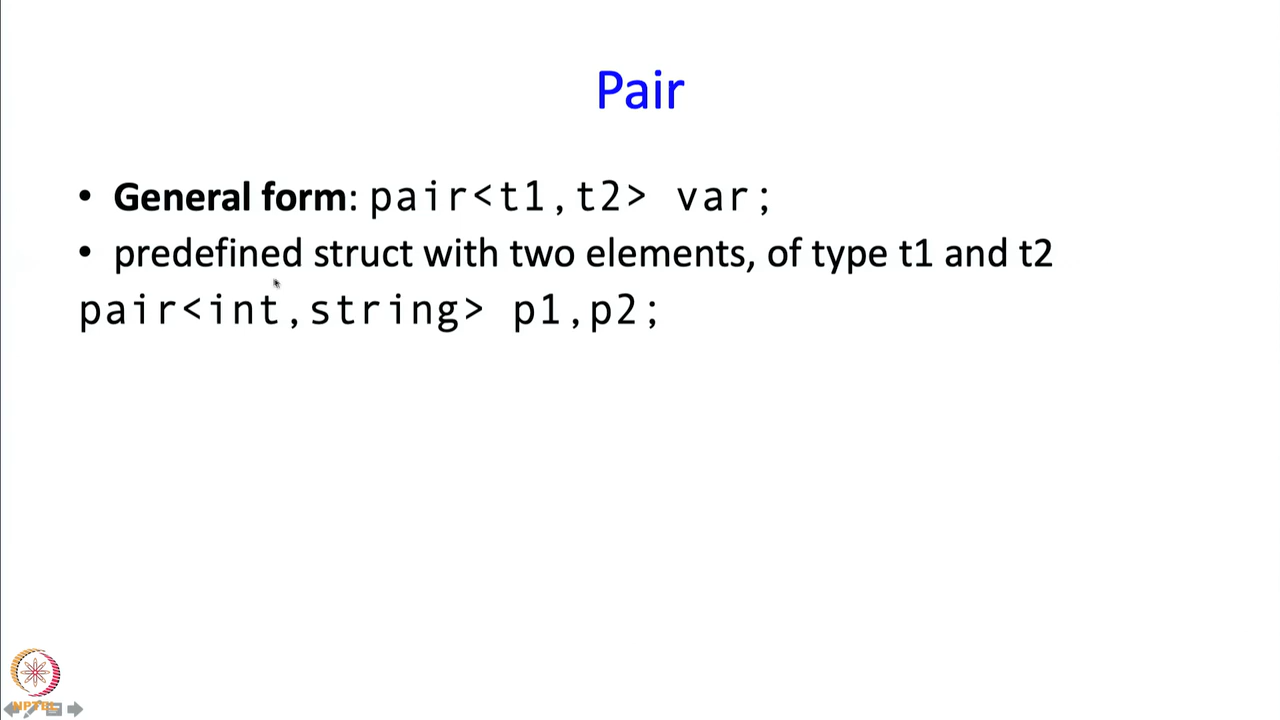 Pair
• General form: pair<t1,t2> var;
• predefined struct with two elements, of type t1 and t2
pair<int,string> p1,p2;
NPTEL